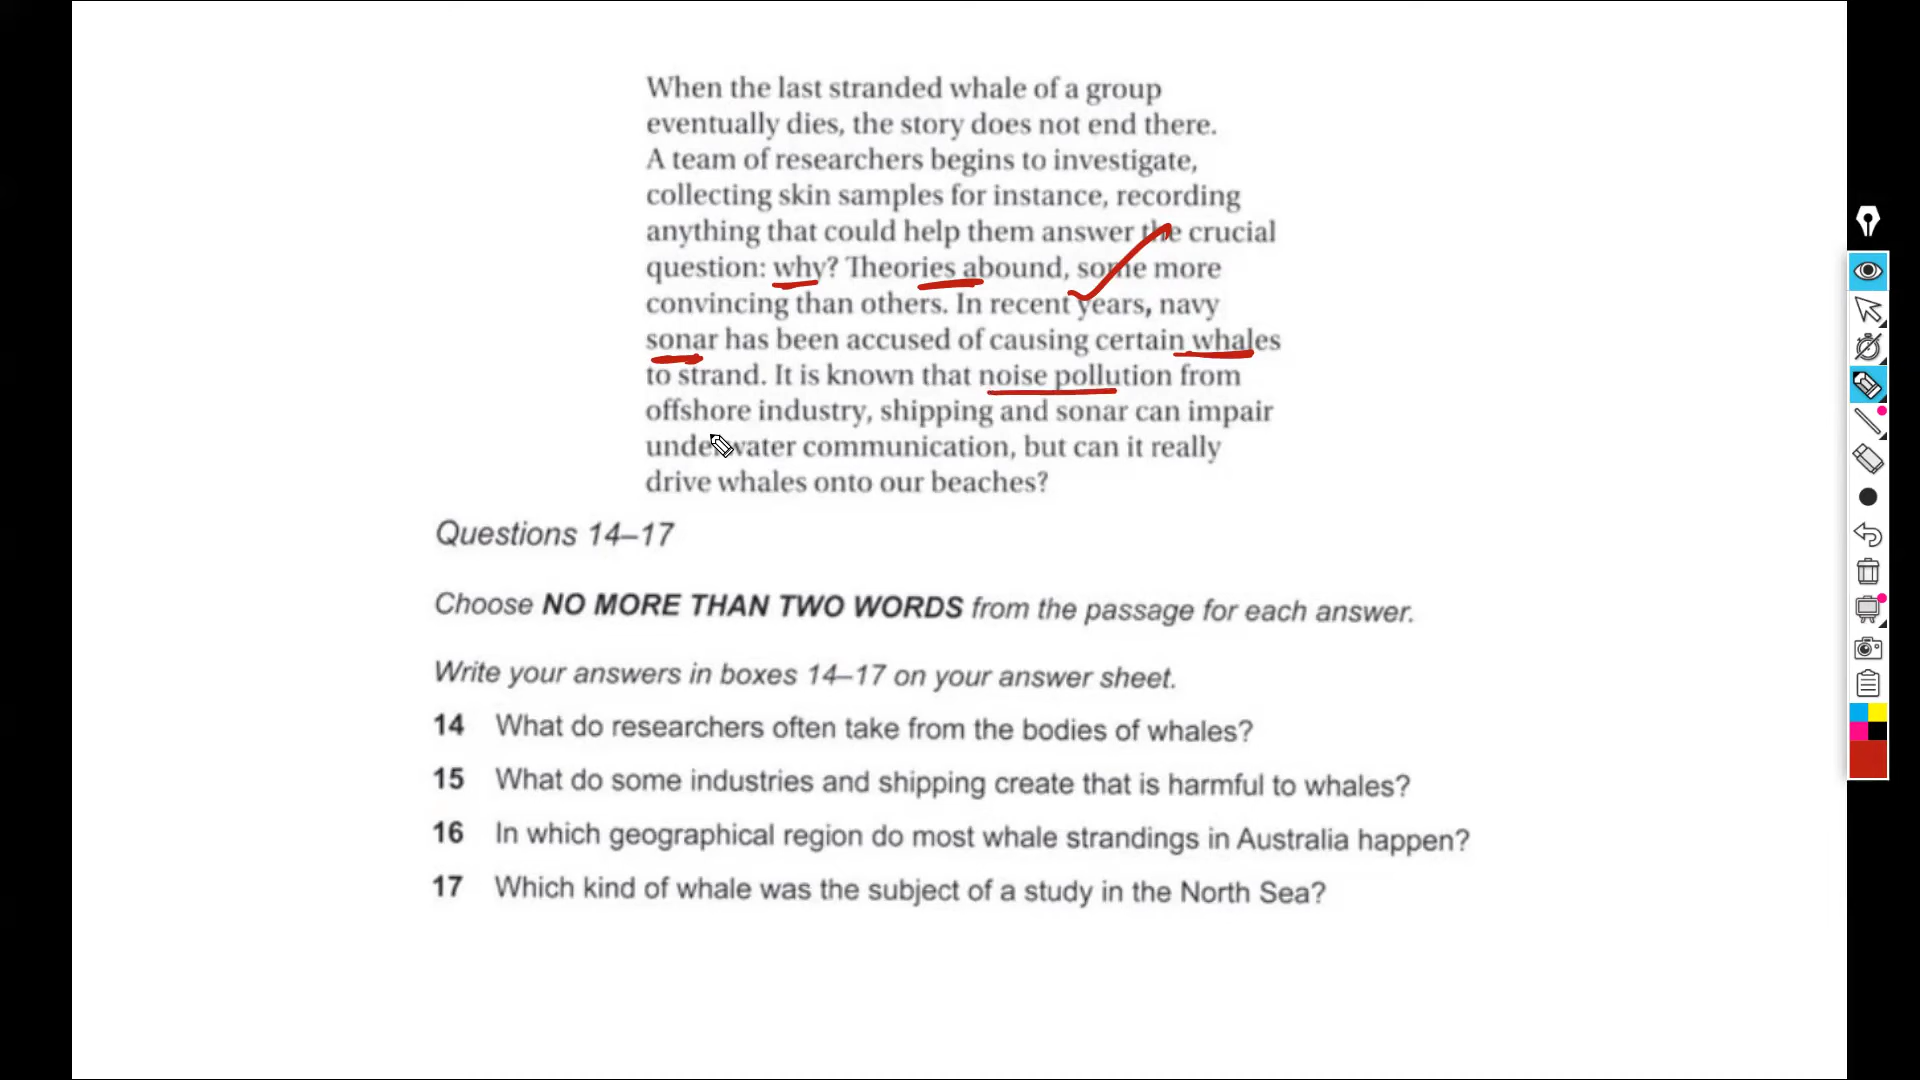 When the last stranded whale of a group
eventually dies, the story does not end there.
A team of researchers begins to investigate,
collecting skin samples for instance, recording
anything that could help them answer the crucial
question: why? Theories abound, some more
convincing than others. In recent years, navy
sonar has been accused of causing certain whales
to strand. It is known that noise pollution from
offshore industry, shipping and sonar can impair
underwater communication, but can it really
drive whales onto our beaches?
Questions 14–17
Choose NO MORE THAN TWO WORDS from the passage for each answer.
Write your answers in boxes 14–17 on your answer sheet.
14 What do researchers often take from the bodies of whales?
15 What do some industries and shipping create that is harmful to whales?
16 In which geographical region do most whale strandings in Australia happen?
17 Which kind of whale was the subject of a study in the North Sea?